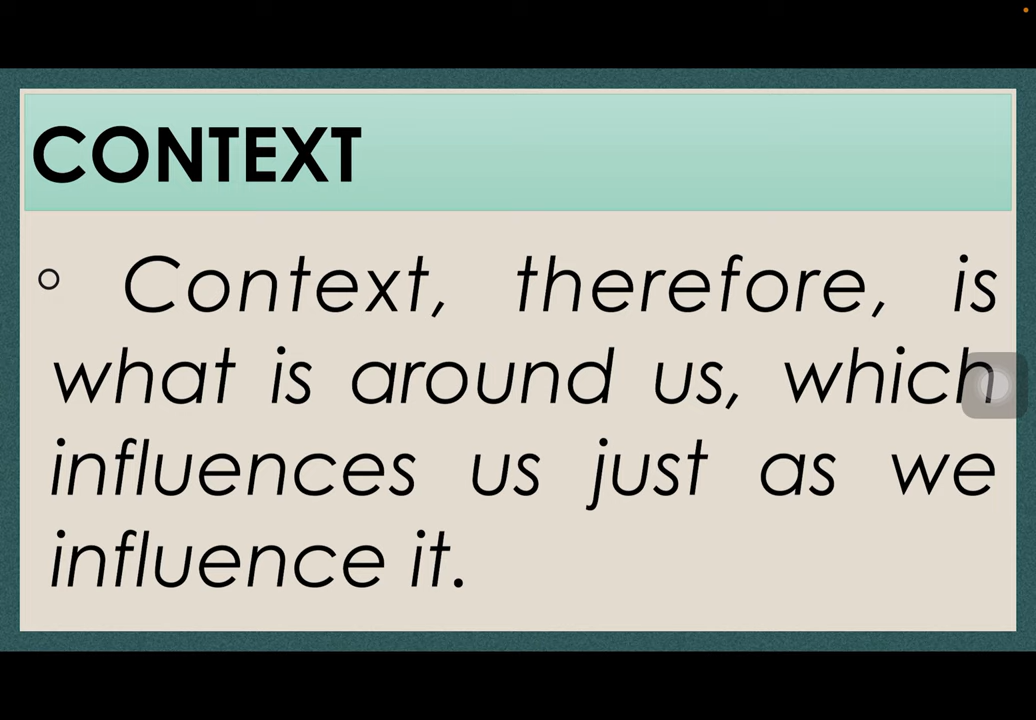 CONTEXT
Context, therefore, is
what is around us, which
influences us just as we
influence it.